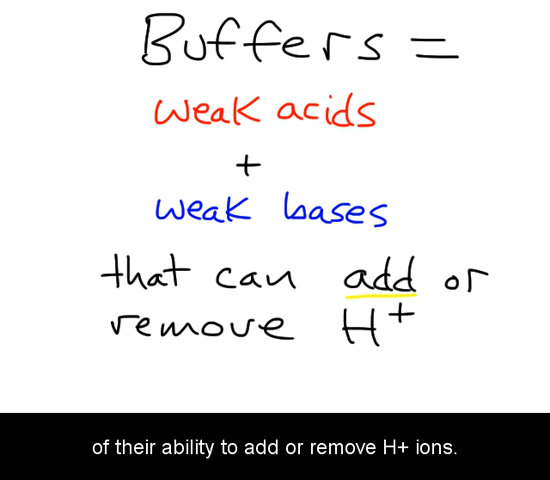 Buffers =
weak acids
+
weak bases
that can add or
remove H⁺
of their ability to add or remove H+ ions.